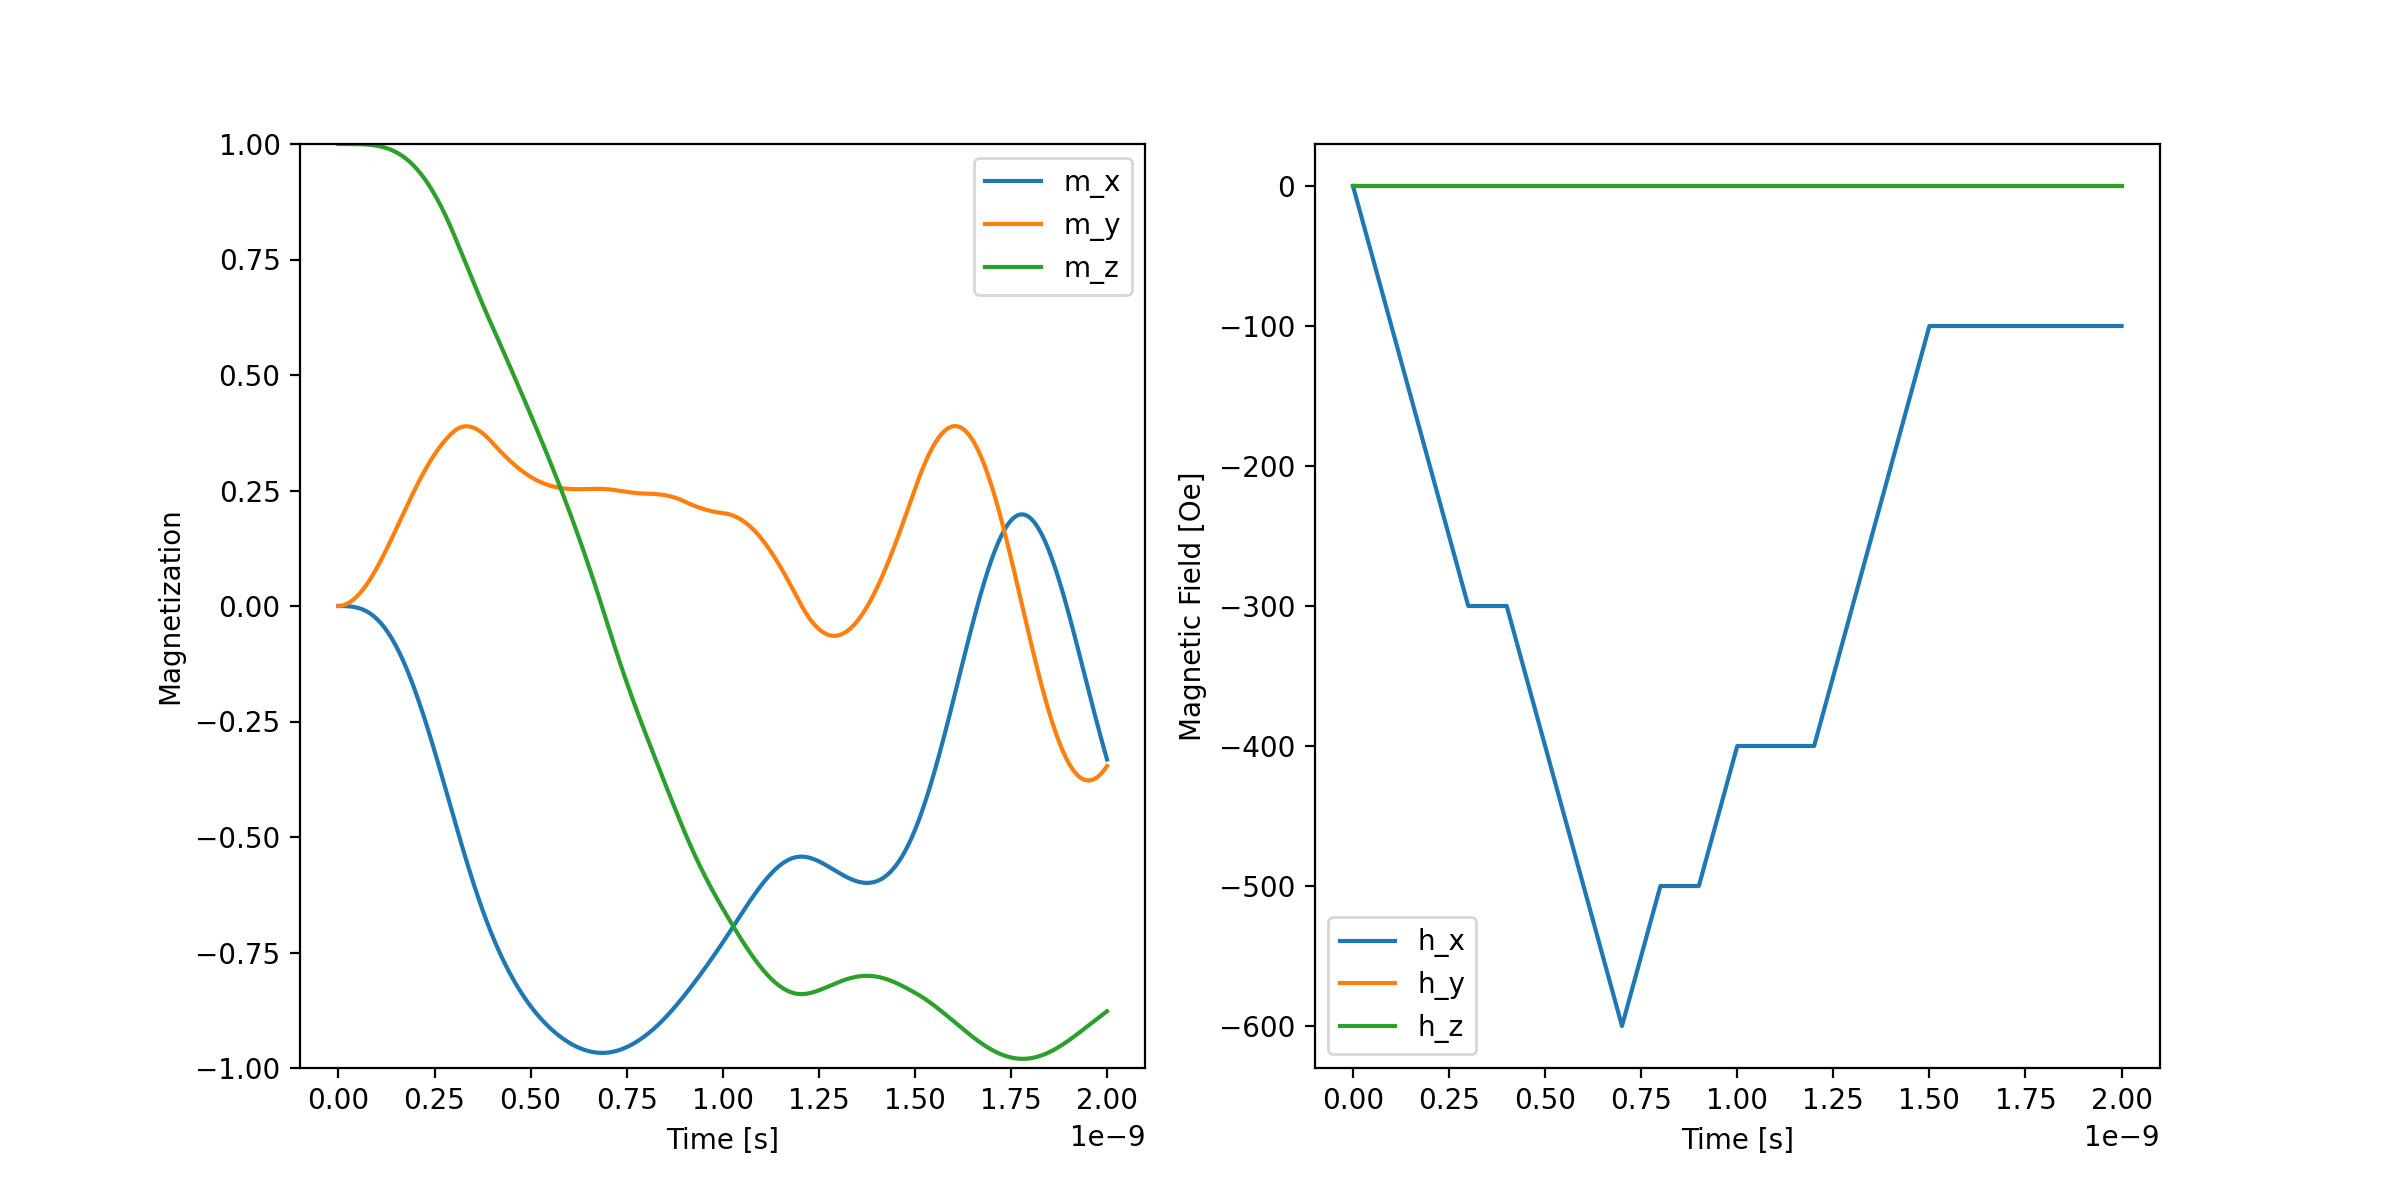 1.00
0.75
0.50
0.25
0.00
−0.25
−0.50
−0.75
−1.00
Magnetization
m_x
m_y
m_z
0.00 0.25 0.50 0.75 1.00 1.25 1.50 1.75 2.00
Time [s]
1e−9
0
−100
−200
−300
−400
−500
−600
Magnetic Field [Oe]
h_x
h_y
h_z
0.00 0.25 0.50 0.75 1.00 1.25 1.50 1.75 2.00
Time [s]
1e−9